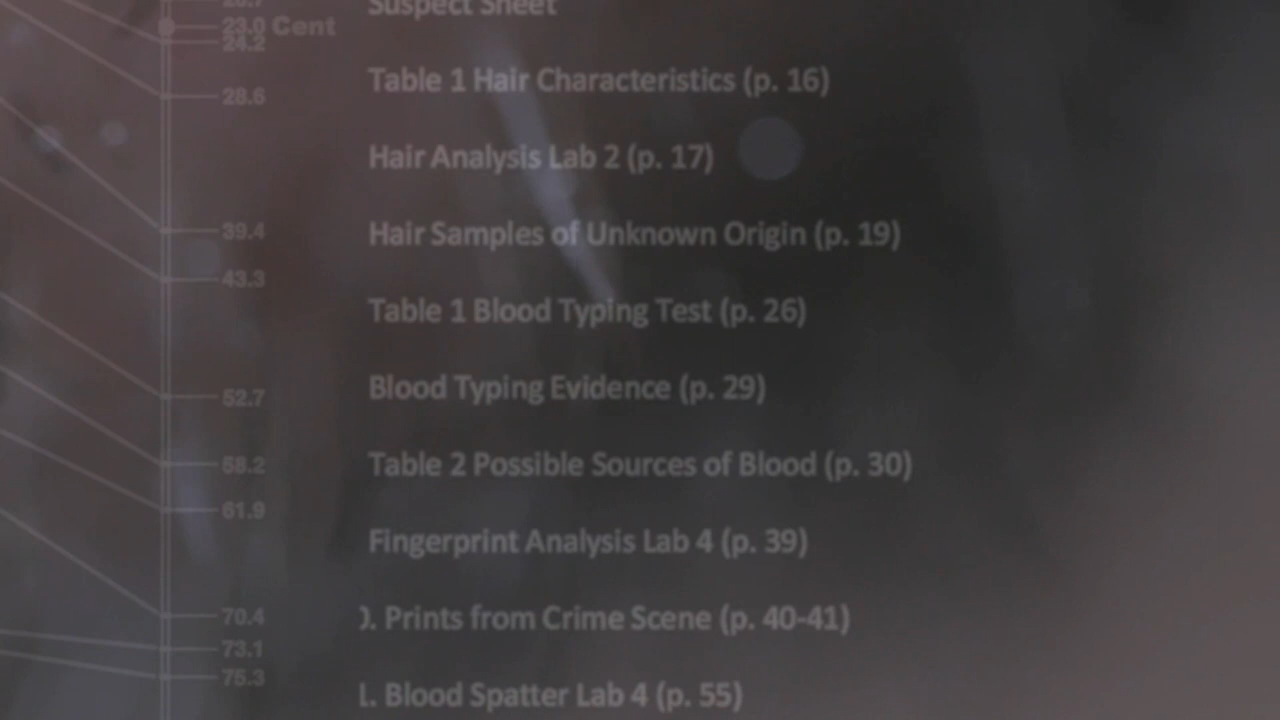 23.0 Cent
24.2
28.6
39.4
43.3
52.7
58.2
61.9
70.4
73.1
75.3
Suspect Sheet
Table 1 Hair Characteristics (p. 16)
Hair Analysis Lab 2 (p. 17)
Hair Samples of Unknown Origin (p. 19)
Table 1 Blood Typing Test (p. 26)
Blood Typing Evidence (p. 29)
Table 2 Possible Sources of Blood (p. 30)
Fingerprint Analysis Lab 4 (p. 39)
. Prints from Crime Scene (p. 40-41)
. Blood Spatter Lab 4 (p. 55)